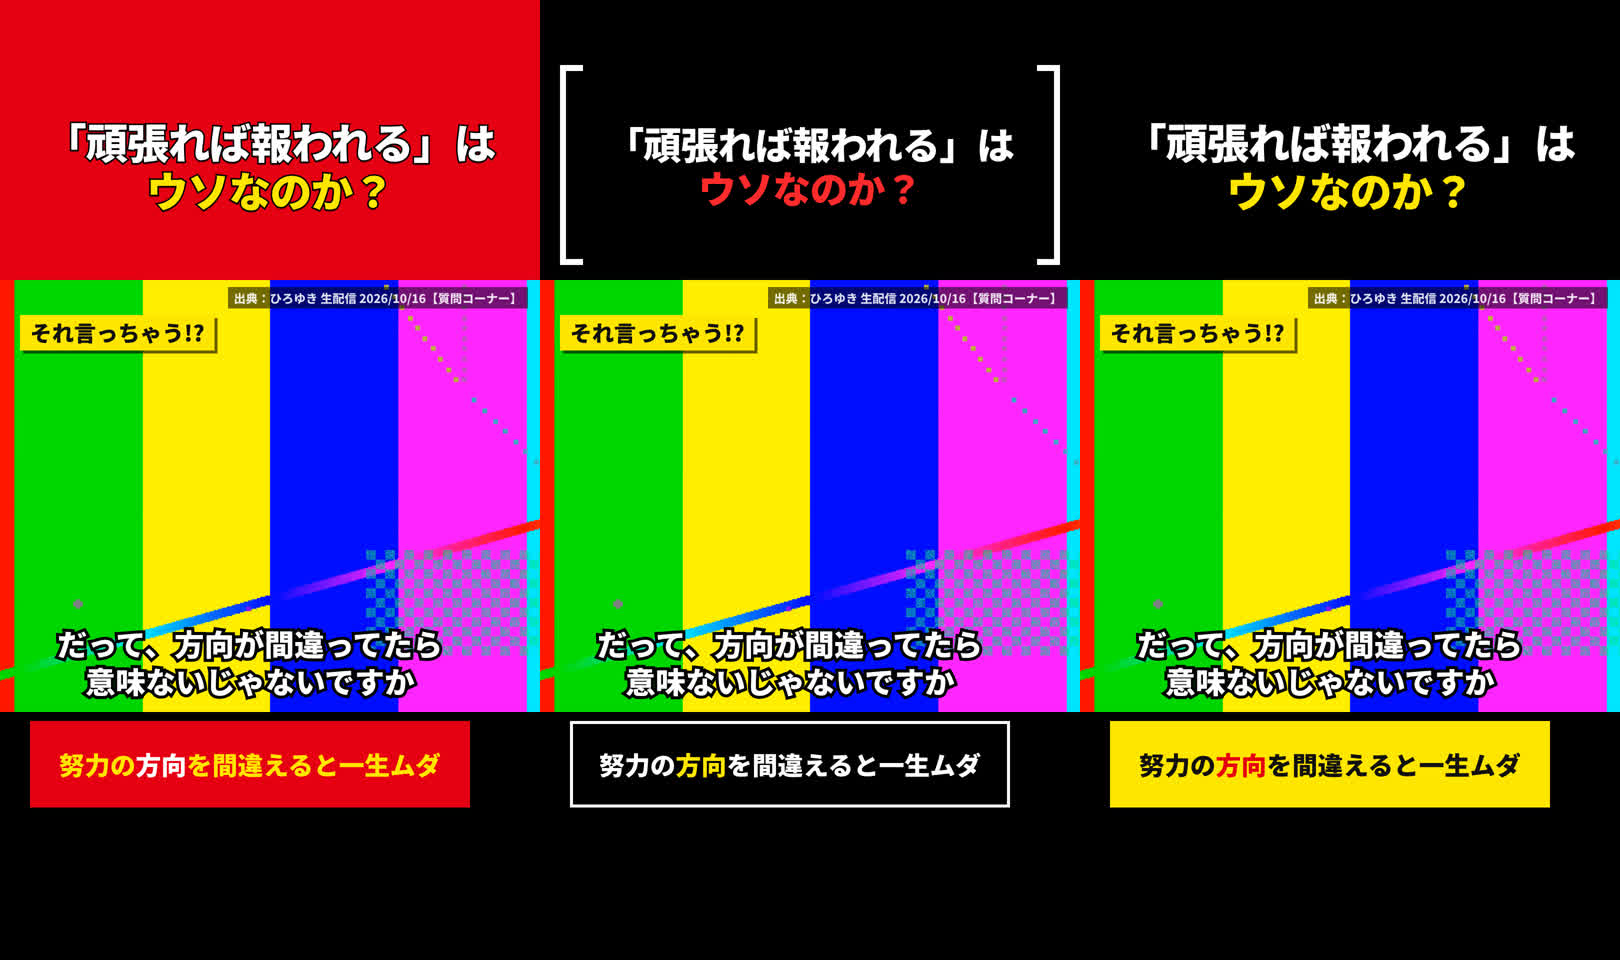 「頑張れば報われる」は
ウソなのか？
出典：ひろゆき 生配信 2026/10/16【質問コーナー】
それ言っちゃう!?
だって、方向が間違ってたら
意味ないじゃないですか
努力の方向を間違えると一生ムダ
「頑張れば報われる」は
ウソなのか？
出典：ひろゆき 生配信 2026/10/16【質問コーナー】
それ言っちゃう!?
だって、方向が間違ってたら
意味ないじゃないですか
努力の方向を間違えると一生ムダ
「頑張れば報われる」は
ウソなのか？
出典：ひろゆき 生配信 2026/10/16【質問コーナー】
それ言っちゃう!?
だって、方向が間違ってたら
意味ないじゃないですか
努力の方向を間違えると一生ムダ